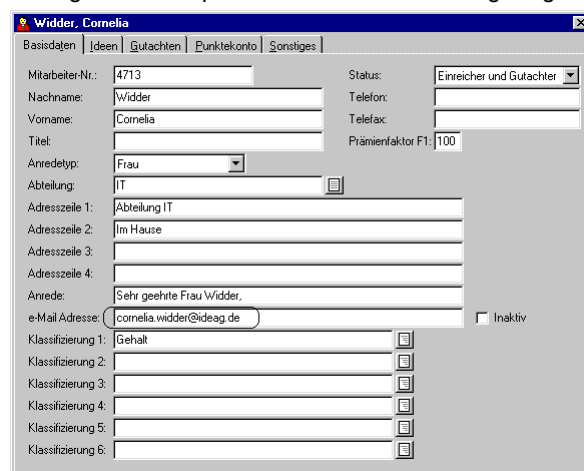 Widder, Cornelia
Basisdaten Ideen Gutachten Punktekonto Sonstiges
Mitarbeiter-Nr.: 4713 Status: Einreicher und Gutachter
Nachname: Widder Telefon:
Vorname: Cornelia Telefax:
Titel: Prämienfaktor F1: 100
Anredetyp: Frau
Abteilung: IT
Adresszeile 1: Abteilung IT
Adresszeile 2: Im Hause
Adresszeile 3:
Adresszeile 4:
Anrede: Sehr geehrte Frau Widder,
e-Mail Adresse: cornelia.widder@ideag.de Inaktiv
Klassifizierung 1: Gehalt
Klassifizierung 2:
Klassifizierung 3:
Klassifizierung 4:
Klassifizierung 5:
Klassifizierung 6: